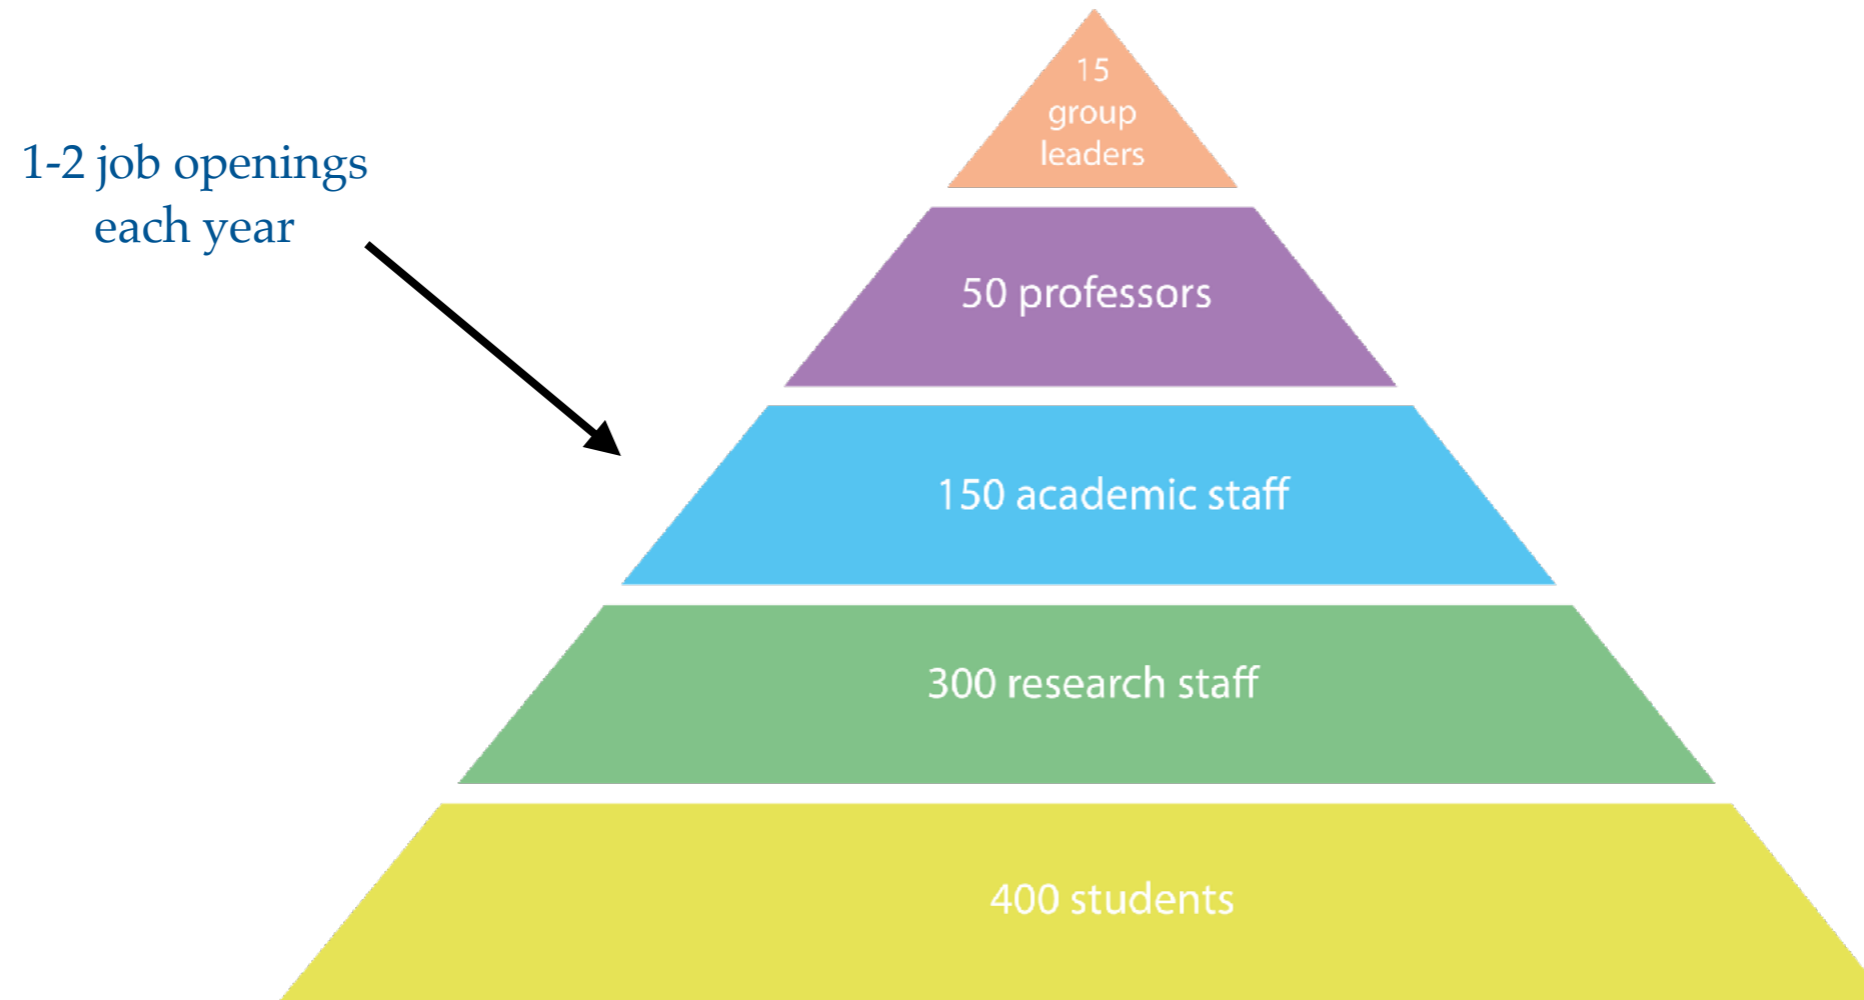 1-2 job openings
each year
15
group
leaders
50 professors
150 academic staff
300 research staff
400 students